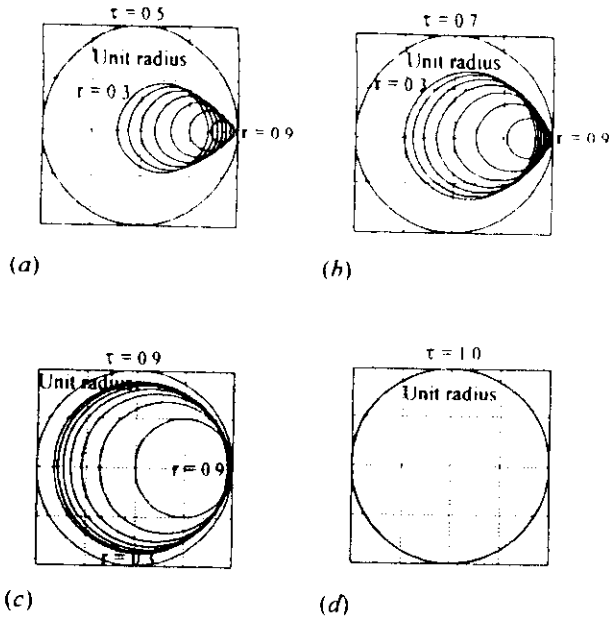 τ = 0.5
Unit radius
r = 0.3
r = 0.9
(a)
τ = 0.7
Unit radius
r = 0.3
r = 0.9
(b)
τ = 0.9
Unit radius
r = 0.9
r = 0.3
(c)
τ = 1.0
Unit radius
(d)